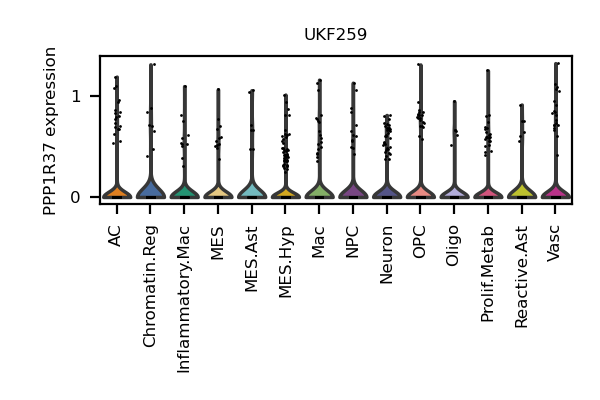 UKF259
PPP1R37 expression
1
0
AC
Chromatin.Reg
Inflammatory.Mac
MES
MES.Ast
MES.Hyp
Mac
NPC
Neuron
OPC
Oligo
Prolif.Metab
Reactive.Ast
Vasc